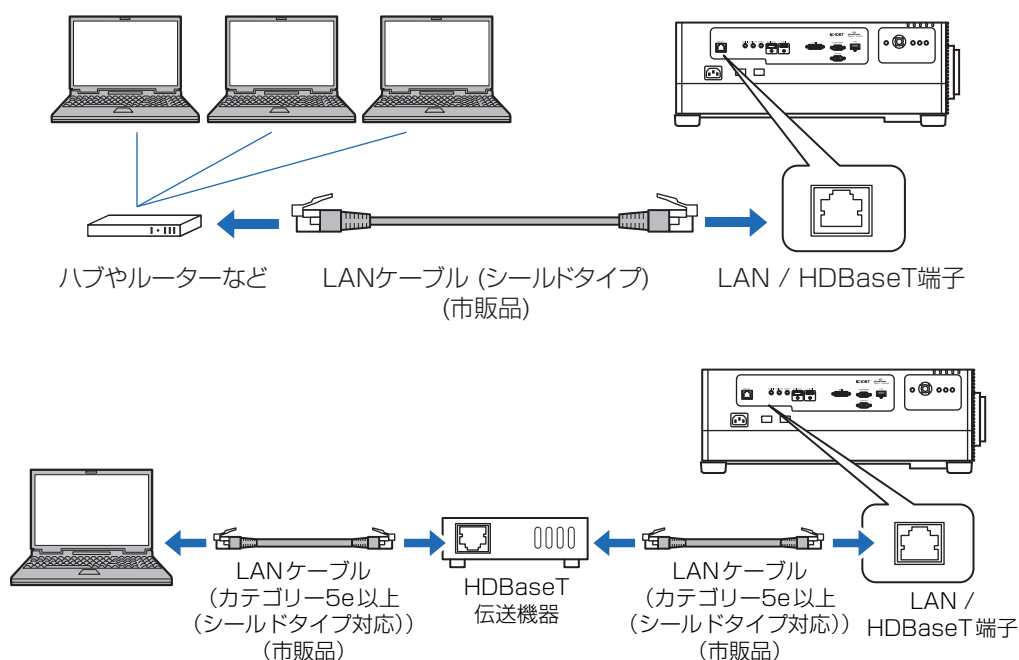 ハブやルーターなど
LANケーブル (シールドタイプ)
(市販品)
LAN / HDBaseT端子
LANケーブル
(カテゴリー5e以上
(シールドタイプ対応))
(市販品)
HDBaseT
伝送機器
LANケーブル
(カテゴリー5e以上
(シールドタイプ対応))
(市販品)
LAN /
HDBaseT端子